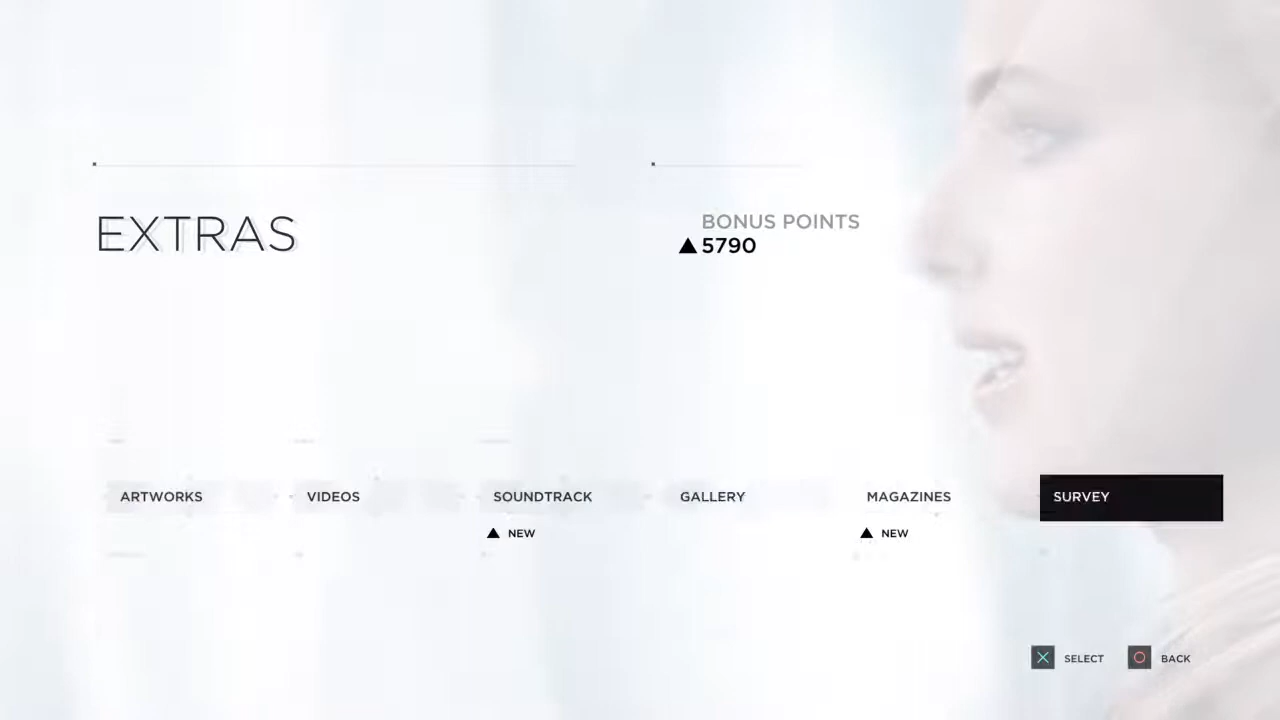 EXTRAS
BONUS POINTS
5790
ARTWORKS
VIDEOS
SOUNDTRACK
GALLERY
MAGAZINES
SURVEY
NEW
NEW
SELECT
BACK